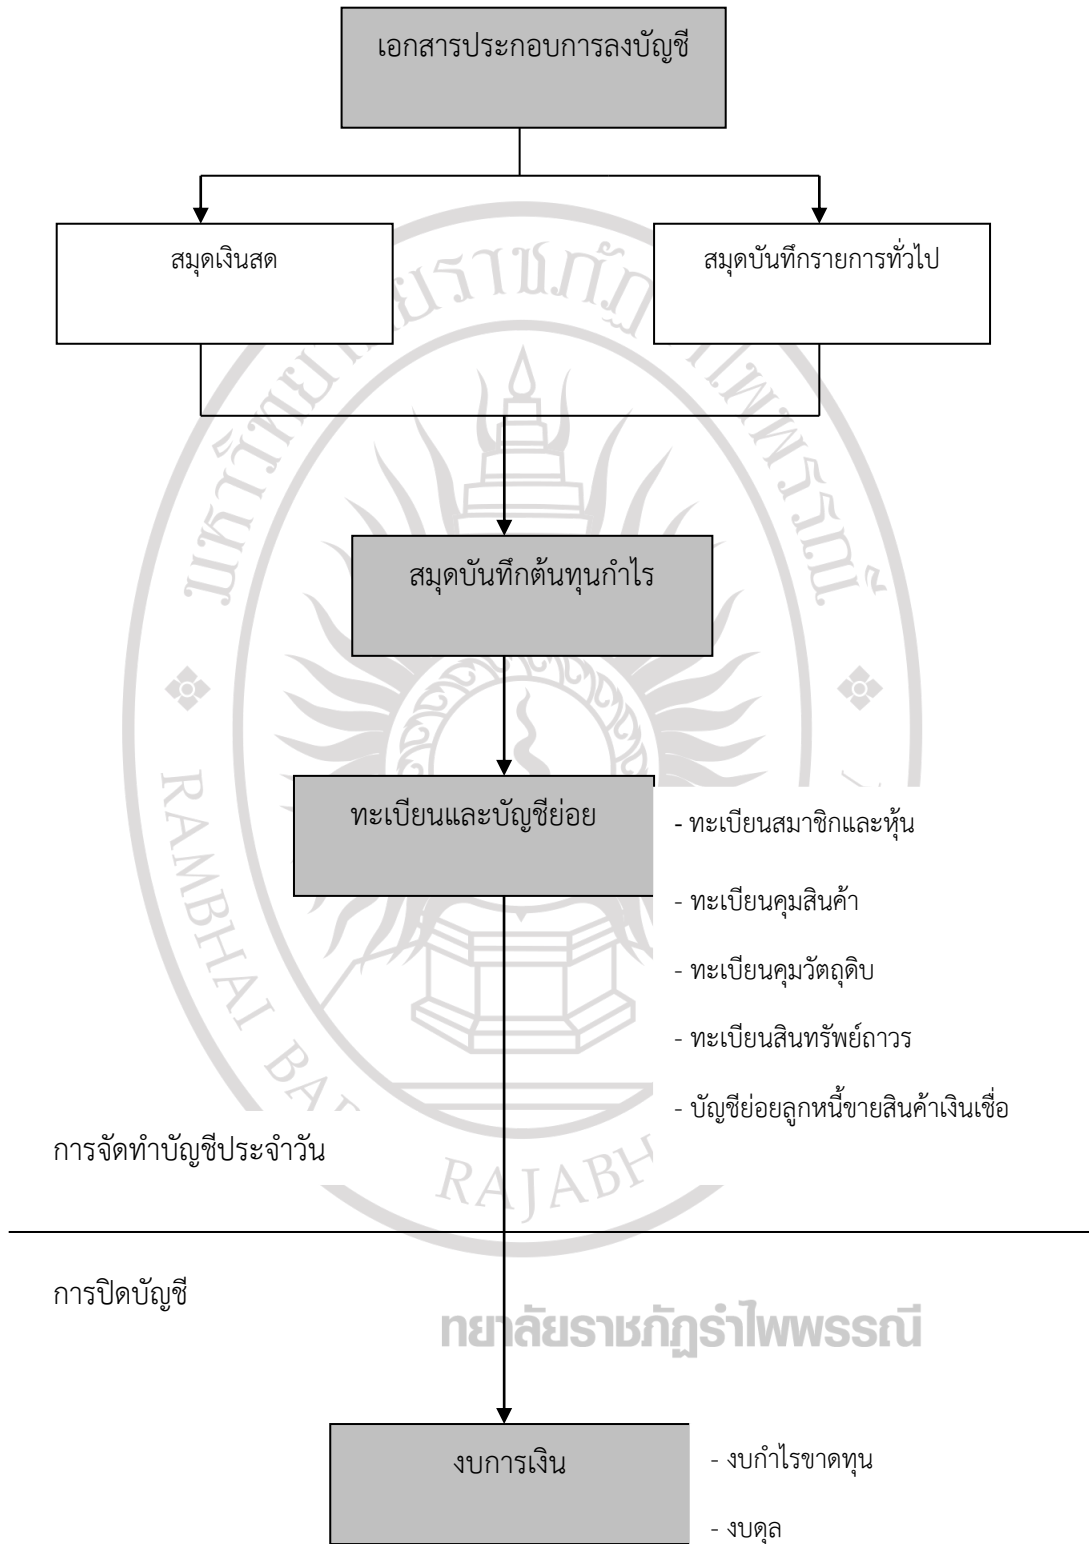 เอกสารประกอบการลงบัญชี
สมุดเงินสด
สมุดบันทึกรายการทั่วไป
สมุดบันทึกต้นทุนกำไร
ทะเบียนและบัญชีย่อย
- ทะเบียนสมาชิกและหุ้น
- ทะเบียนคุมสินค้า
- ทะเบียนคุมวัตถุดิบ
- ทะเบียนสินทรัพย์ถาวร
- บัญชีย่อยลูกหนี้ขายสินค้าเงินเชื่อ
การจัดทำบัญชีประจำวัน
RAMBHAI
การปิดบัญชี
ทยาลัยราชภัฏรำไพพรรณี
งบการเงิน
- งบกำไรขาดทุน
- งบดุล